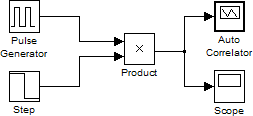 Pulse
Generator
Step
×
Product
Auto
Correlator
Scope